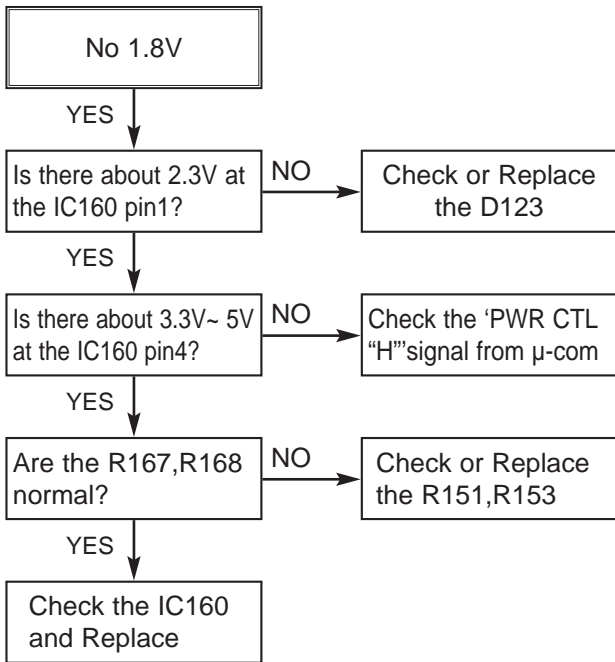 No 1.8V
YES
Is there about 2.3V at
the IC160 pin1?
NO
Check or Replace
the D123
YES
Is there about 3.3V~ 5V
at the IC160 pin4?
NO
Check the ‘PWR CTL
“H”’signal from µ-com
YES
Are the R167,R168
normal?
NO
Check or Replace
the R151,R153
YES
Check the IC160
and Replace